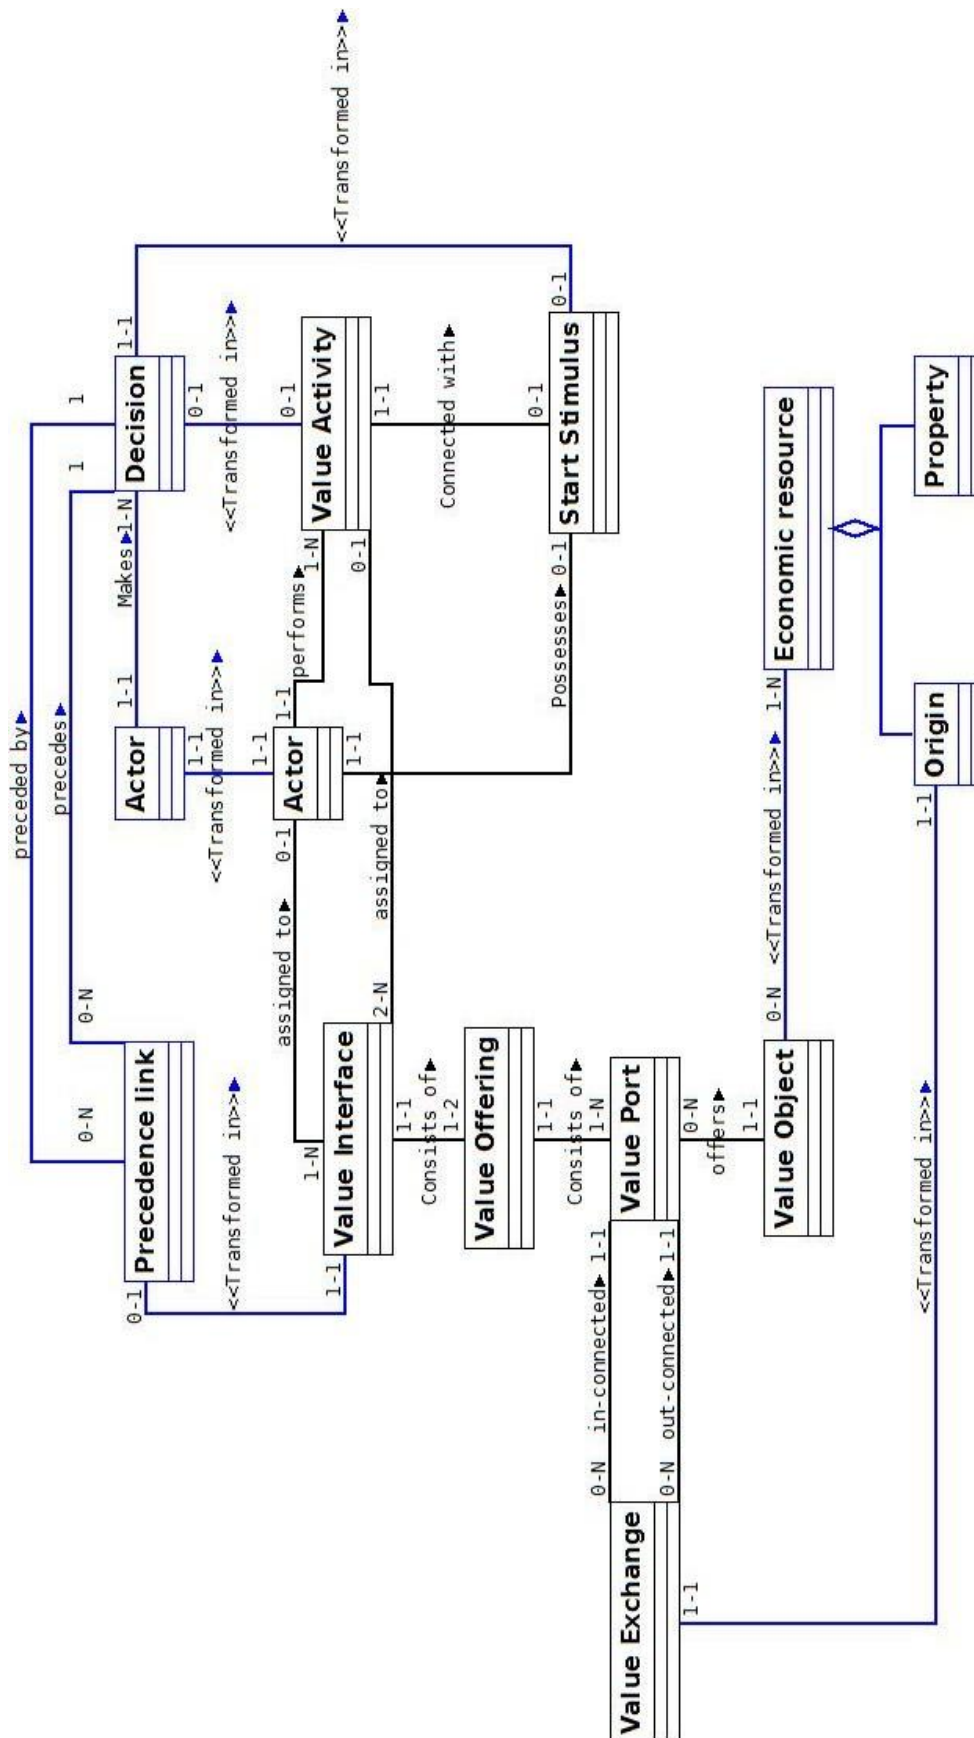 preceded by▶
precedes▶
0-N
0-N
1
1
Precedence link
Actor
1-1
Makes▶
1-N
Decision
1-1
0-1
<<Transformed in>>▶
1-1
<<Transformed in>>▶
1-1
0-1
<<Transformed in>>▶
0-1
<<Transformed in>>▶
1-1
Value Interface
1-N
assigned to▶
0-1
Actor
1-1
performs▶
1-N
Value Activity
1-1
2-N
assigned to▶
1-1
0-1
1-1
Consists of▶
1-2
Connected with▶
Value Offering
1-1
Consists of▶
1-N
Possesses▶
0-1
0-1
Start Stimulus
0-1
Value Exchange
0-N
in-connected▶
1-1
0-N
out-connected▶
1-1
Value Port
0-N
offers▶
1-1
1-1
Value Object
0-N
<<Transformed in>>▶
1-N
Economic resource
<<Transformed in>>▶
1-1
Origin
Property